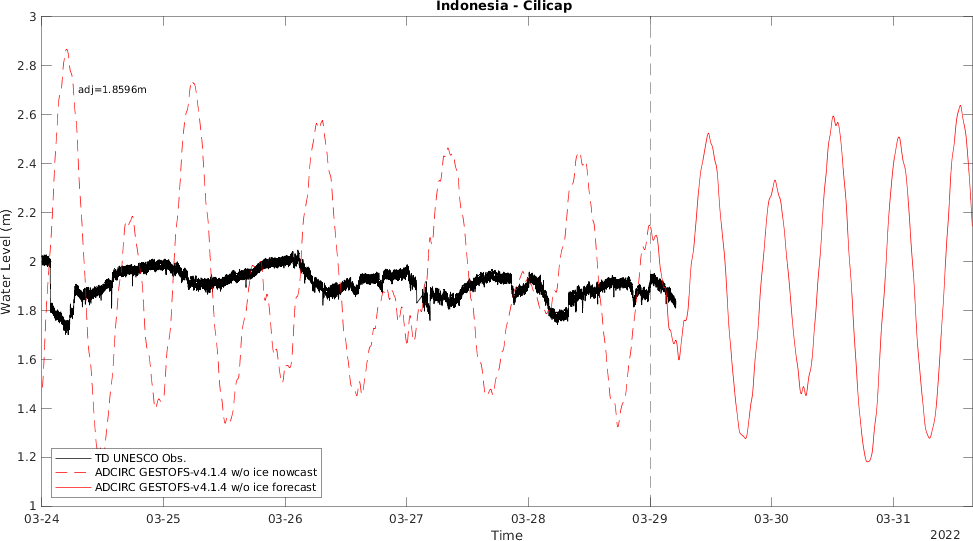 Indonesia - Cilicap
3
2.8
2.6
2.4
2.2
2
1.8
1.6
1.4
1.2
1
Water Level (m)
adj=1.8596m
TD UNESCO Obs.
ADCIRC GESTOFS-v4.1.4 w/o ice nowcast
ADCIRC GESTOFS-v4.1.4 w/o ice forecast
03-24 03-25 03-26 03-27 03-28 03-29 03-30 03-31
Time
2022